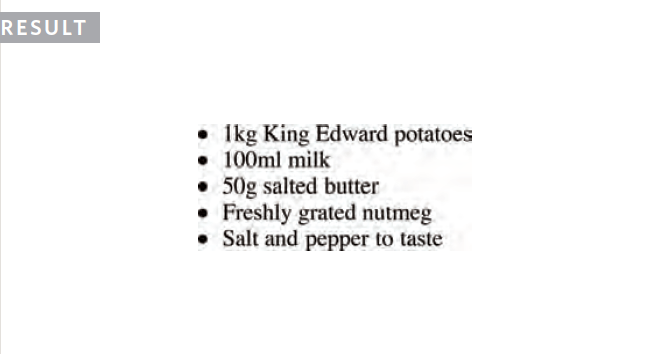 RESULT
• 1kg King Edward potatoes
• 100ml milk
• 50g salted butter
• Freshly grated nutmeg
• Salt and pepper to taste